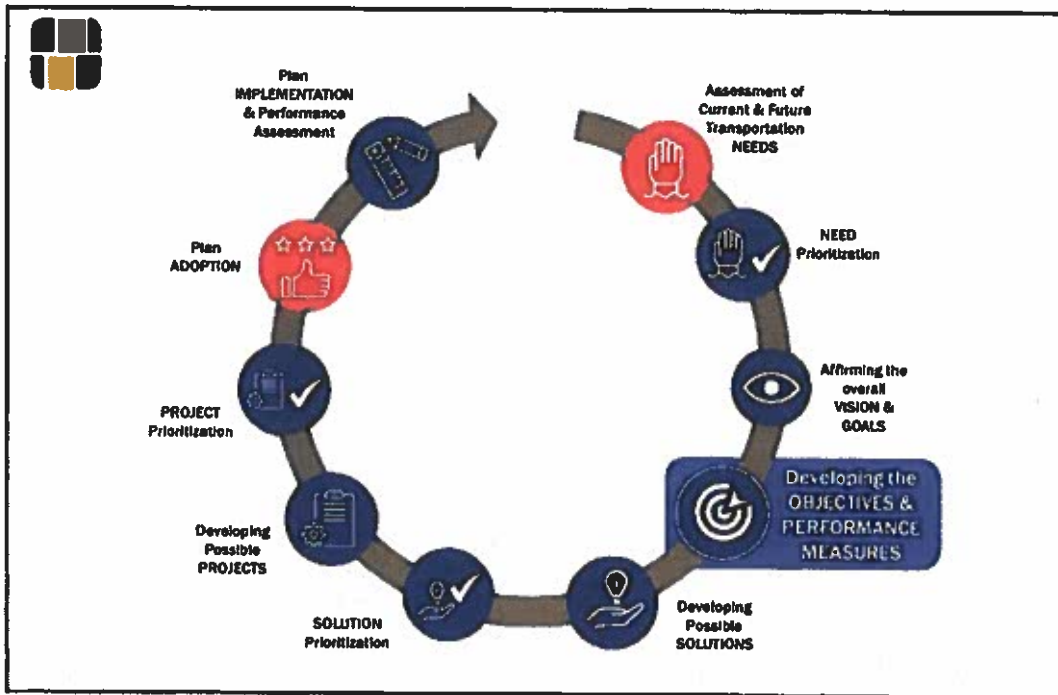 Assessment of
Current & Future
Transportation
NEEDS
NEED
Prioritization
Affirming the
overall
VISION &
GOALS
Developing the
OBJECTIVES &
PERFORMANCE
MEASURES
Developing
Possible
SOLUTIONS
SOLUTION
Prioritization
Developing
Possible
PROJECTS
PROJECT
Prioritization
Plan
ADOPTION
Plan
IMPLEMENTATION
& Performance
Assessment